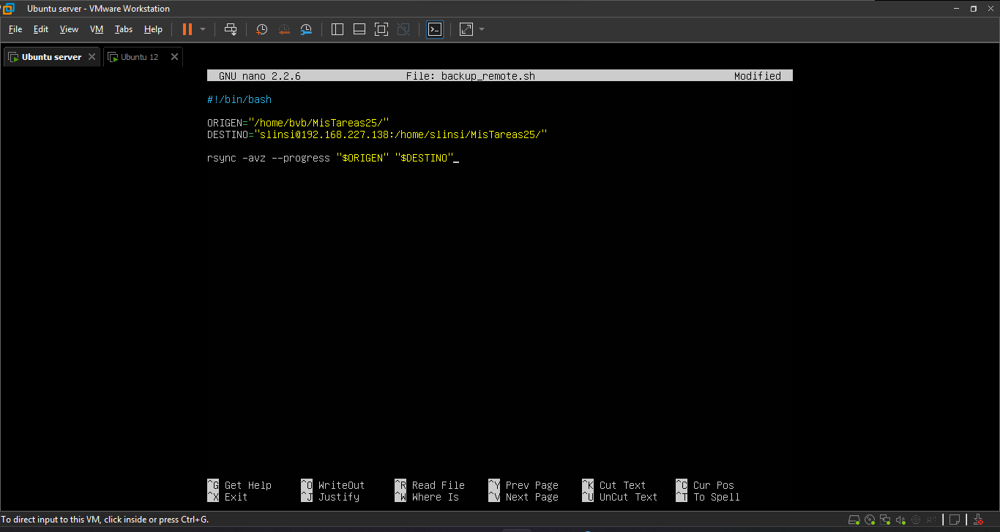 Ubuntu server - VMware Workstation
File Edit View VM Tabs Help
Ubuntu server Ubuntu 12
GNU nano 2.2.6 File: backup_remote.sh Modified
#!/bin/bash
ORIGEN="/home/bvb/MisTareas25/"
DESTINO="slinsi@192.168.227.138:/home/slinsi/MisTareas25/"
rsync -avz --progress "$ORIGEN" "$DESTINO"_
^G Get Help ^O WriteOut ^R Read File ^Y Prev Page ^K Cut Text ^C Cur Pos
^X Exit ^J Justify ^W Where Is ^V Next Page ^U UnCut Text ^T To Spell
To direct input to this VM, click inside or press Ctrl+G.